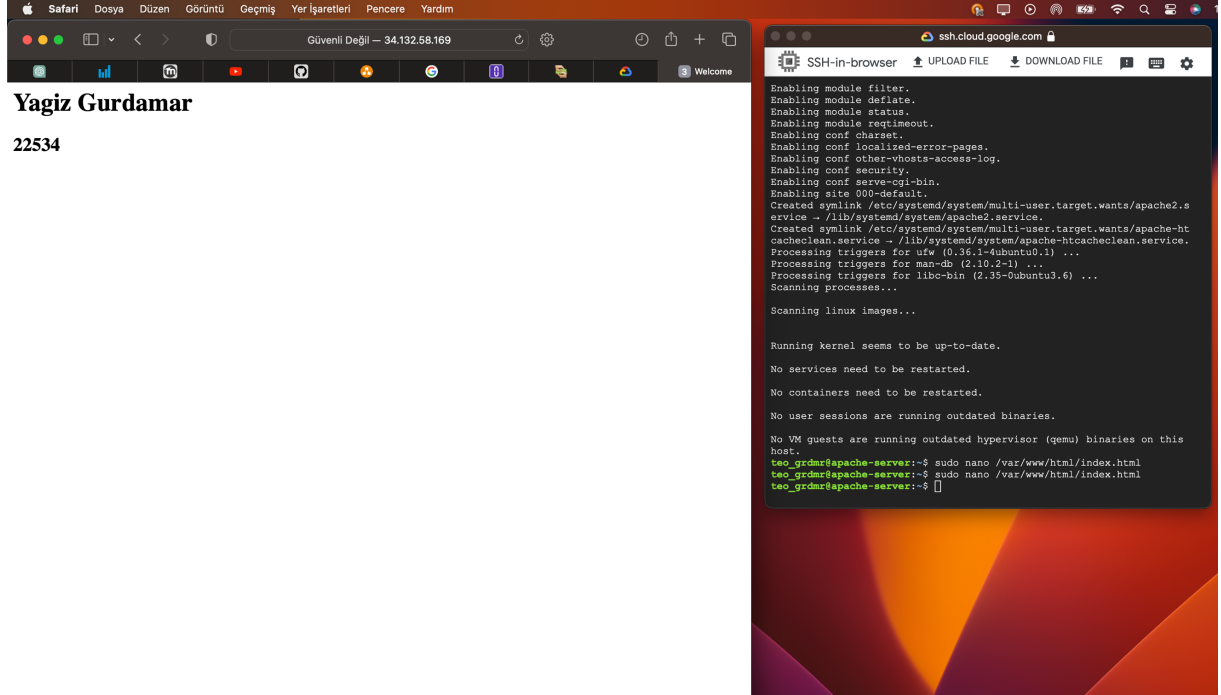 Safari Dosya Düzen Görüntü Geçmiş Yer İşaretleri Pencere Yardım
Güvenli Değil — 34.132.58.169
3 Welcome
Yagiz Gurdamar
22534
ssh.cloud.google.com
SSH-in-browser UPLOAD FILE DOWNLOAD FILE
Enabling module filter.
Enabling module deflate.
Enabling module status.
Enabling module reqtimeout.
Enabling conf charset.
Enabling conf localized-error-pages.
Enabling conf other-vhosts-access-log.
Enabling conf security.
Enabling conf serve-cgi-bin.
Enabling site 000-default.
Created symlink /etc/systemd/system/multi-user.target.wants/apache2.s
ervice → /lib/systemd/system/apache2.service.
Created symlink /etc/systemd/system/multi-user.target.wants/apache-ht
cacheclean.service → /lib/systemd/system/apache-htcacheclean.service.
Processing triggers for ufw (0.36.1-4ubuntu0.1) ...
Processing triggers for man-db (2.10.2-1) ...
Processing triggers for libc-bin (2.35-0ubuntu3.6) ...
Scanning processes...
Scanning linux images...
Running kernel seems to be up-to-date.
No services need to be restarted.
No containers need to be restarted.
No user sessions are running outdated binaries.
No VM guests are running outdated hypervisor (qemu) binaries on this
host.
teo_grdmr@apache-server:~$ sudo nano /var/www/html/index.html
teo_grdmr@apache-server:~$ sudo nano /var/www/html/index.html
teo_grdmr@apache-server:~$